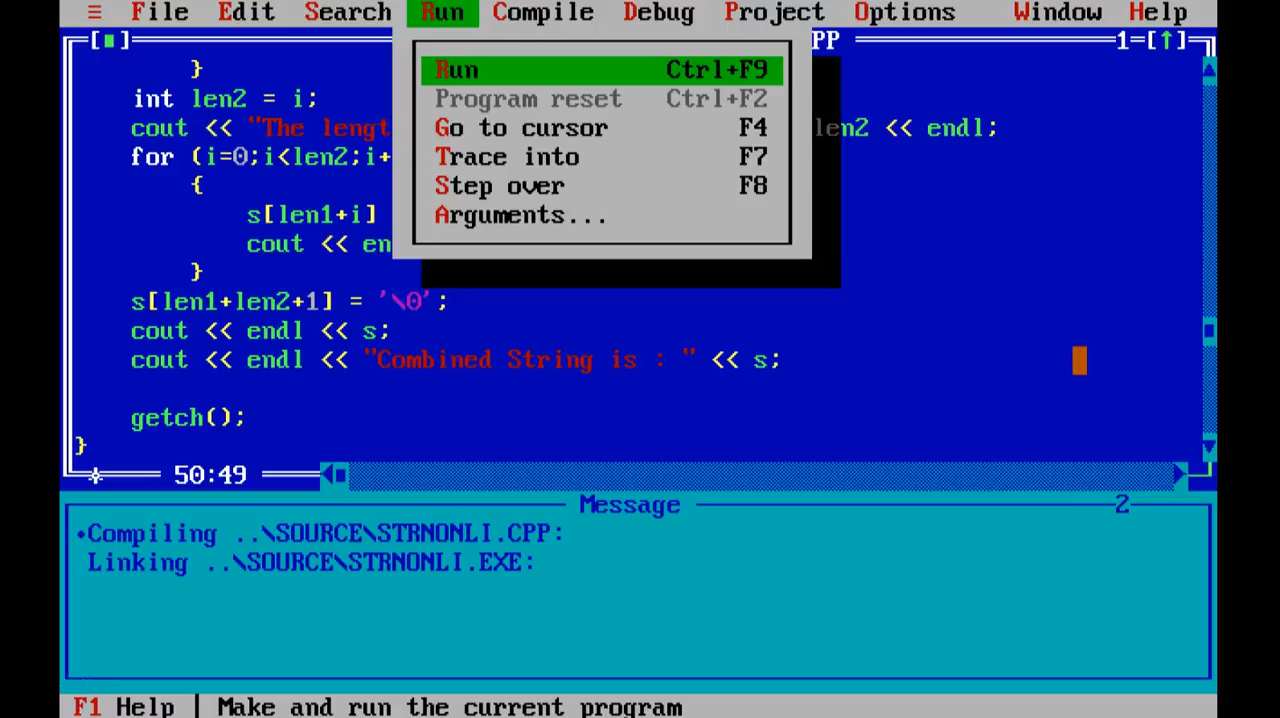 ≡ File Edit Search Run Compile Debug Project Options Window Help
[■] PP 1=[↑]
}
int len2 = i;
cout << "The lengt len2 << endl;
for (i=0;i<len2;i+
{
s[len1+i]
cout << en
}
s[len1+len2+1] = '\0';
cout << endl << s;
cout << endl << "Combined String is : " << s;
getch();
}
50:49
Run Ctrl+F9
Program reset Ctrl+F2
Go to cursor F4
Trace into F7
Step over F8
Arguments...
Message 2
•Compiling ..\SOURCE\STRNONLI.CPP:
Linking ..\SOURCE\STRNONLI.EXE:
F1 Help | Make and run the current program